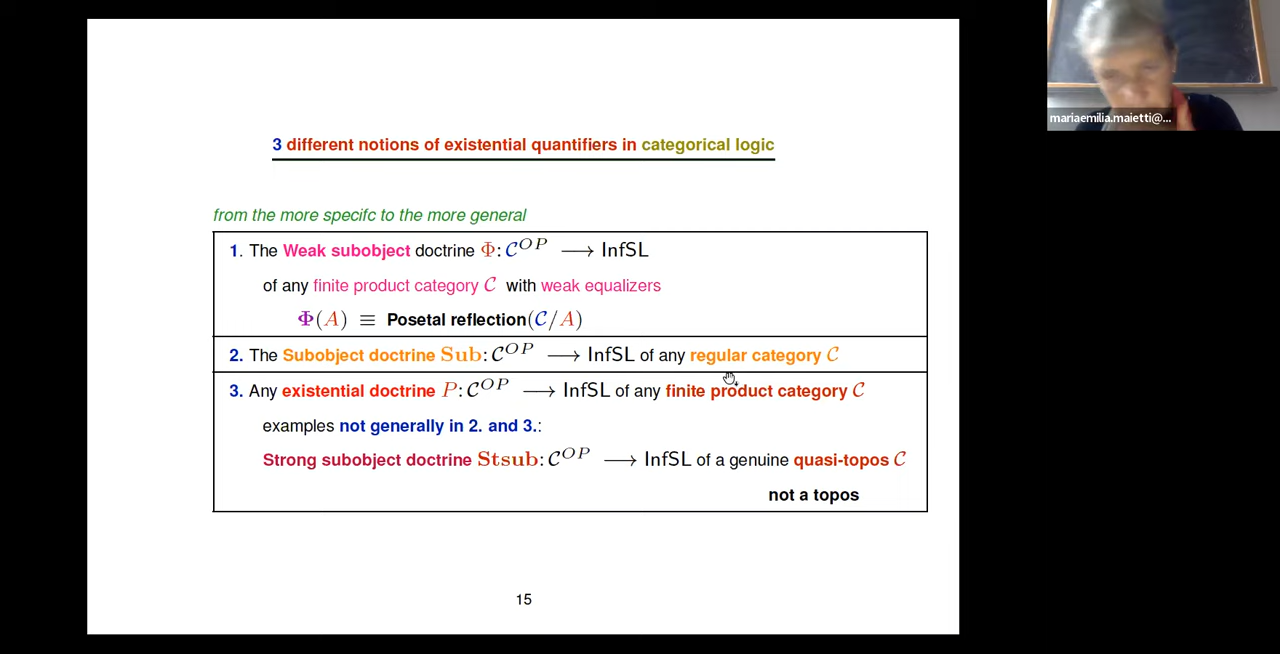 3 different notions of existential quantifiers in categorical logic
from the more specifc to the more general
1. The Weak subobject doctrine Φ: 𝒞^{OP} ⟶ InfSL
of any finite product category 𝒞 with weak equalizers
Φ(A) ≡ Posetal reflection(𝒞/A)
2. The Subobject doctrine Sub: 𝒞^{OP} ⟶ InfSL of any regular category 𝒞
3. Any existential doctrine P: 𝒞^{OP} ⟶ InfSL of any finite product category 𝒞
examples not generally in 2. and 3.:
Strong subobject doctrine Stsub: 𝒞^{OP} ⟶ InfSL of a genuine quasi-topos 𝒞
not a topos
15
mariaemilia.maietti@...